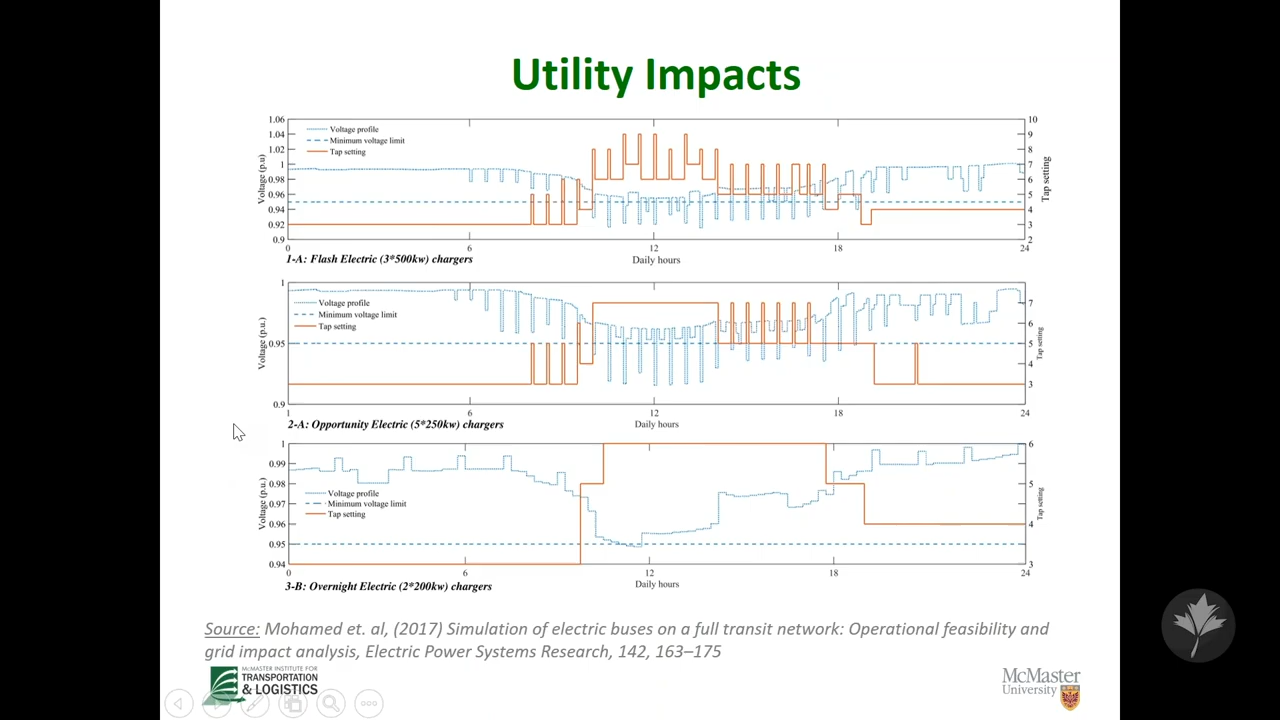 Utility Impacts
1.06
1.04
1.02
1
0.98
0.96
0.94
0.92
0.9
Voltage (p.u)
Voltage profile
Minimum voltage limit
Tap setting
10
9
8
7
6
5
4
3
2
Tap setting
0
6
12
18
24
1-A: Flash Electric (3*500kw) chargers
Daily hours
1
0.95
0.9
Voltage (p.u.)
Voltage profile
Minimum voltage limit
Tap setting
7
6
5
4
3
Tap setting
1
6
12
18
24
2-A: Opportunity Electric (5*250kw) chargers
Daily hours
1
0.99
0.98
0.97
0.96
0.95
0.94
Voltage (p.u.)
Voltage profile
Minimum voltage limit
Tap setting
6
5
4
3
Tap setting
0
6
12
18
24
3-B: Overnight Electric (2*200kw) chargers
Daily hours
Source: Mohamed et. al, (2017) Simulation of electric buses on a full transit network: Operational feasibility and
grid impact analysis, Electric Power Systems Research, 142, 163–175
McMASTER INSTITUTE FOR
TRANSPORTATION
& LOGISTICS
McMaster
University